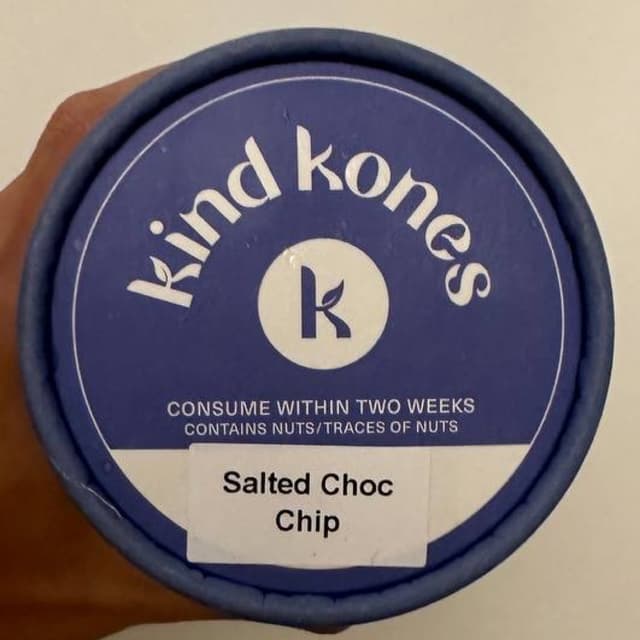 kind kones
k
CONSUME WITHIN TWO WEEKS
CONTAINS NUTS/TRACES OF NUTS
Salted Choc
Chip